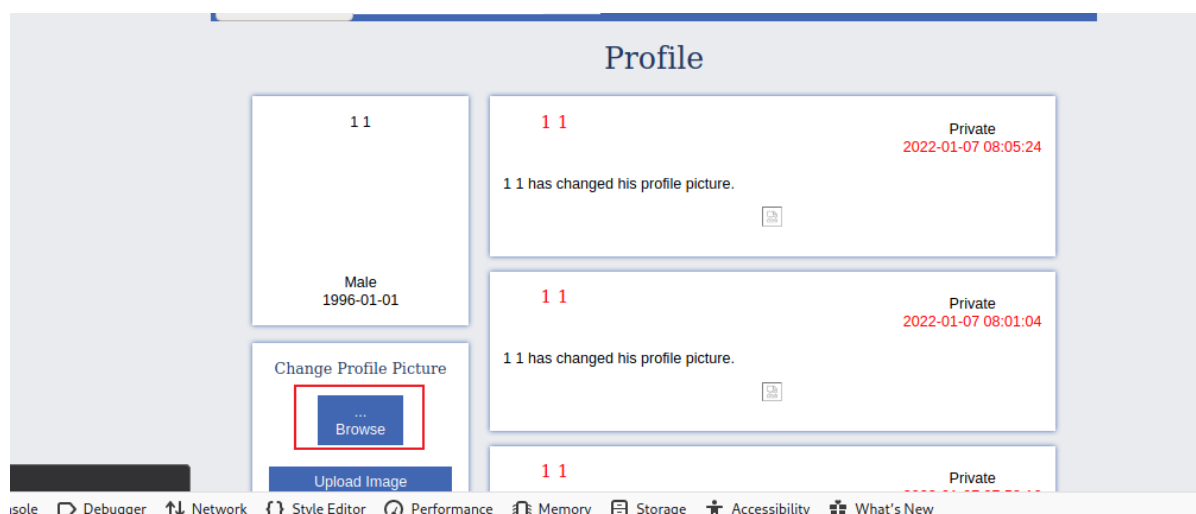 Profile
1 1
Male
1996-01-01
Change Profile Picture
...
Browse
Upload Image
1 1
Private
2022-01-07 08:05:24
1 1 has changed his profile picture.
1 1
Private
2022-01-07 08:01:04
1 1 has changed his profile picture.
1 1
Private
Debugger Network Style Editor Performance Memory Storage Accessibility What's New